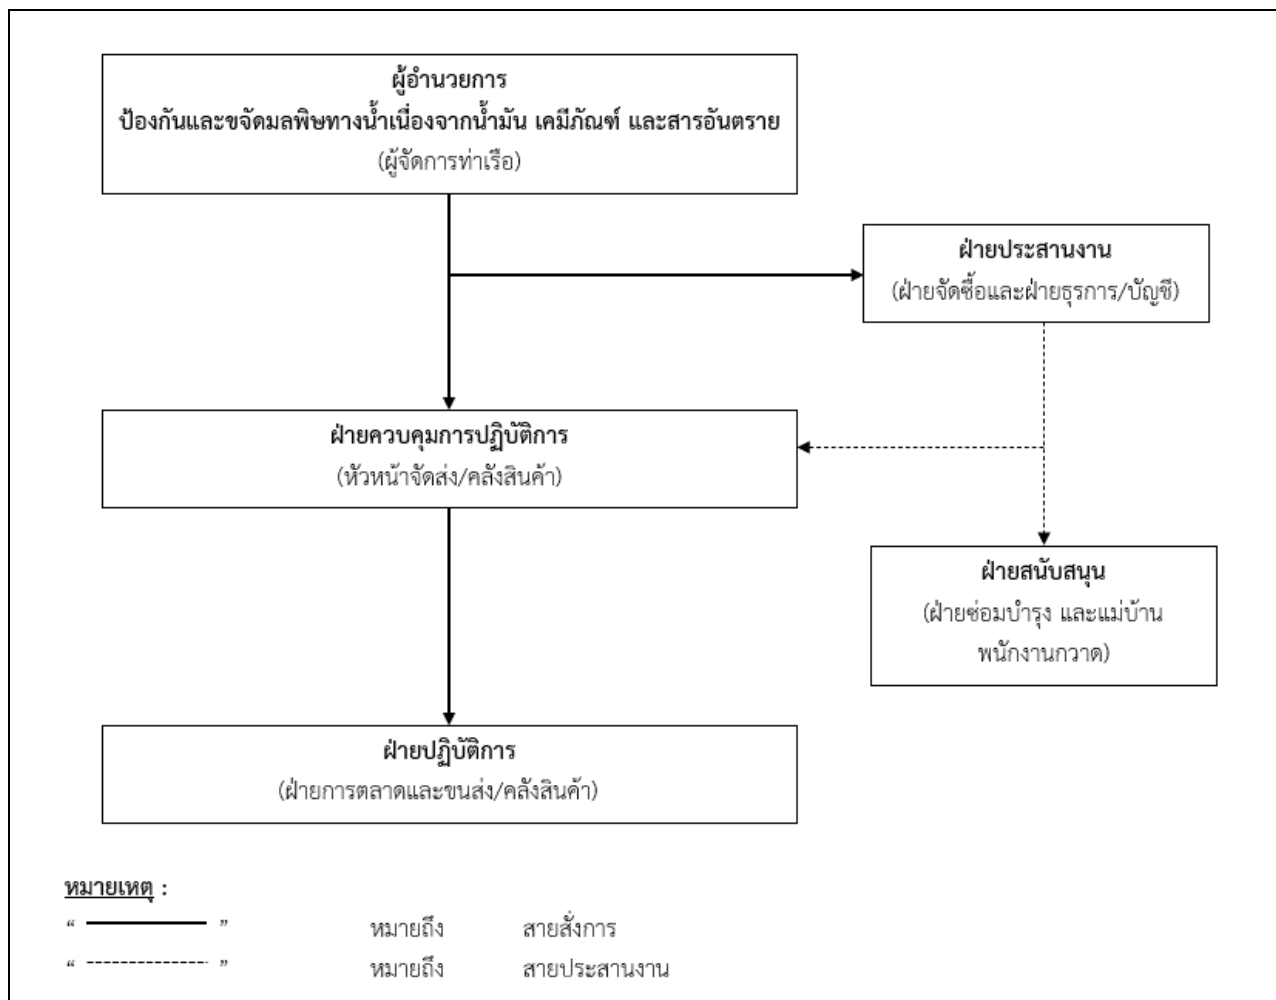 ผู้อำนวยการ
ป้องกันและขจัดมลพิษทางน้ำเนื่องจากน้ำมัน เคมีภัณฑ์ และสารอันตราย
(ผู้จัดการท่าเรือ)
ฝ่ายประสานงาน
(ฝ่ายจัดซื้อและฝ่ายธุรการ/บัญชี)
ฝ่ายควบคุมการปฏิบัติการ
(หัวหน้าจัดส่ง/คลังสินค้า)
ฝ่ายสนับสนุน
(ฝ่ายซ่อมบำรุง และแม่บ้าน
พนักงานกวาด)
ฝ่ายปฏิบัติการ
(ฝ่ายการตลาดและขนส่ง/คลังสินค้า)
หมายเหตุ :
“ ” หมายถึง สายสั่งการ
“ ” หมายถึง สายประสานงาน